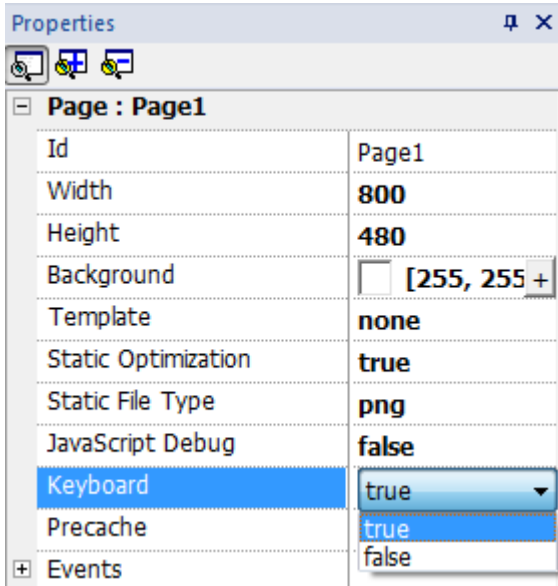 Properties
Page : Page1
Id Page1
Width 800
Height 480
Background [255, 255 +
Template none
Static Optimization true
Static File Type png
JavaScript Debug false
Keyboard true
Precache true
false
Events